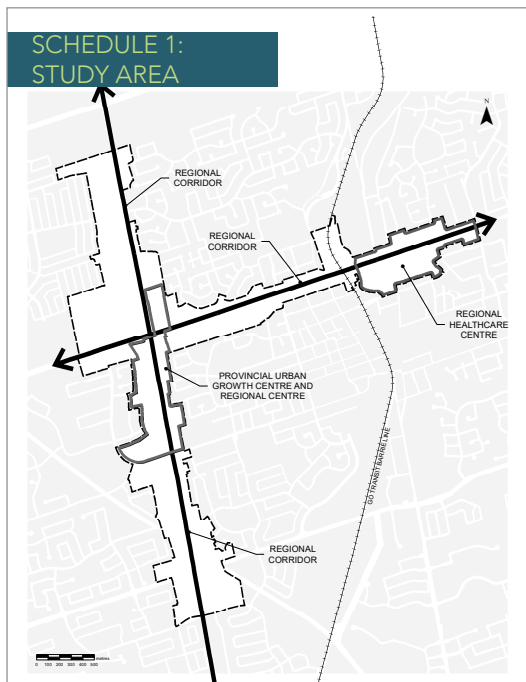 SCHEDULE 1:
STUDY AREA
N
REGIONAL
CORRIDOR
REGIONAL
CORRIDOR
REGIONAL
HEALTHCARE
CENTRE
PROVINCIAL URBAN
GROWTH CENTRE AND
REGIONAL CENTRE
GO TRANSIT BARRIE LINE
REGIONAL
CORRIDOR
metres
0 100 200 300 400 500